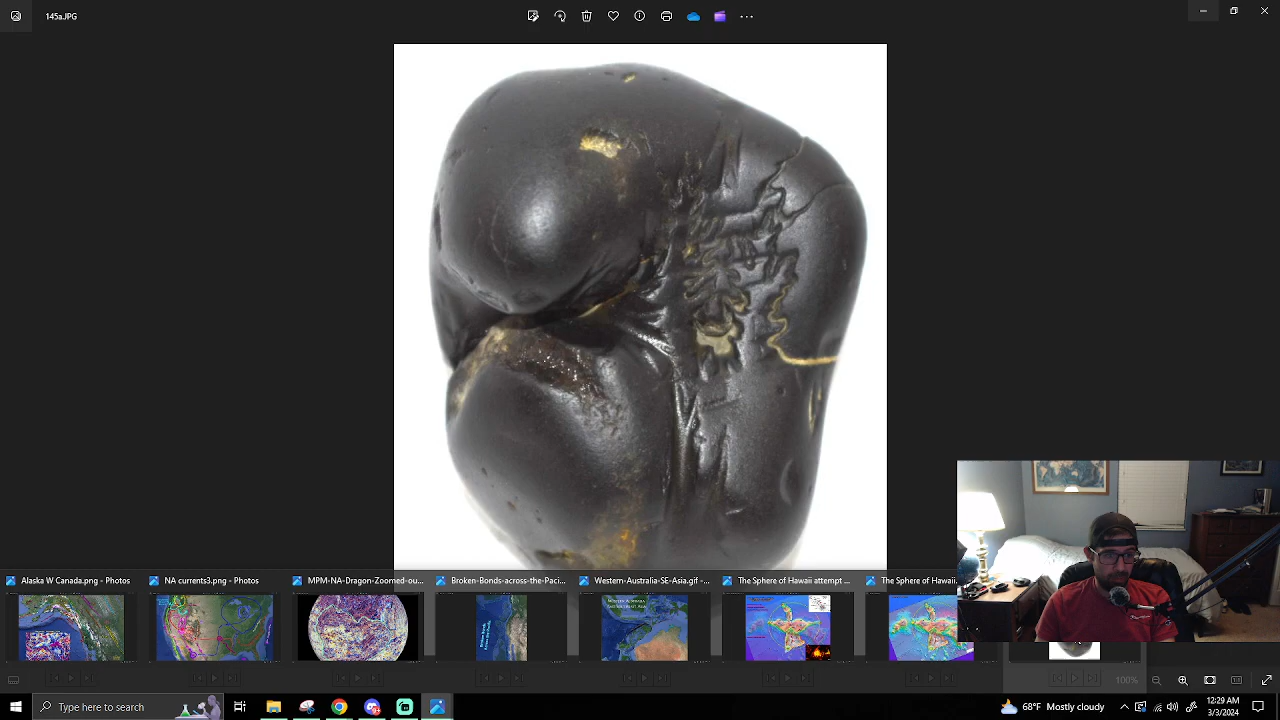 145a.JPG
Alaska W Canada.png - Photos
NA currents3.png - Photos
MPM-NA-Dragon-Zoomed-ou...
Broken-Bonds-across-the-Paci...
Western-Australia-SE-Asia.gif - ...
The Sphere of Hawaii attempt ...
The Sphere of Hawaii
100%
Type here to search
68°F Mostly cloudy
12:29 AM
3/3/2024